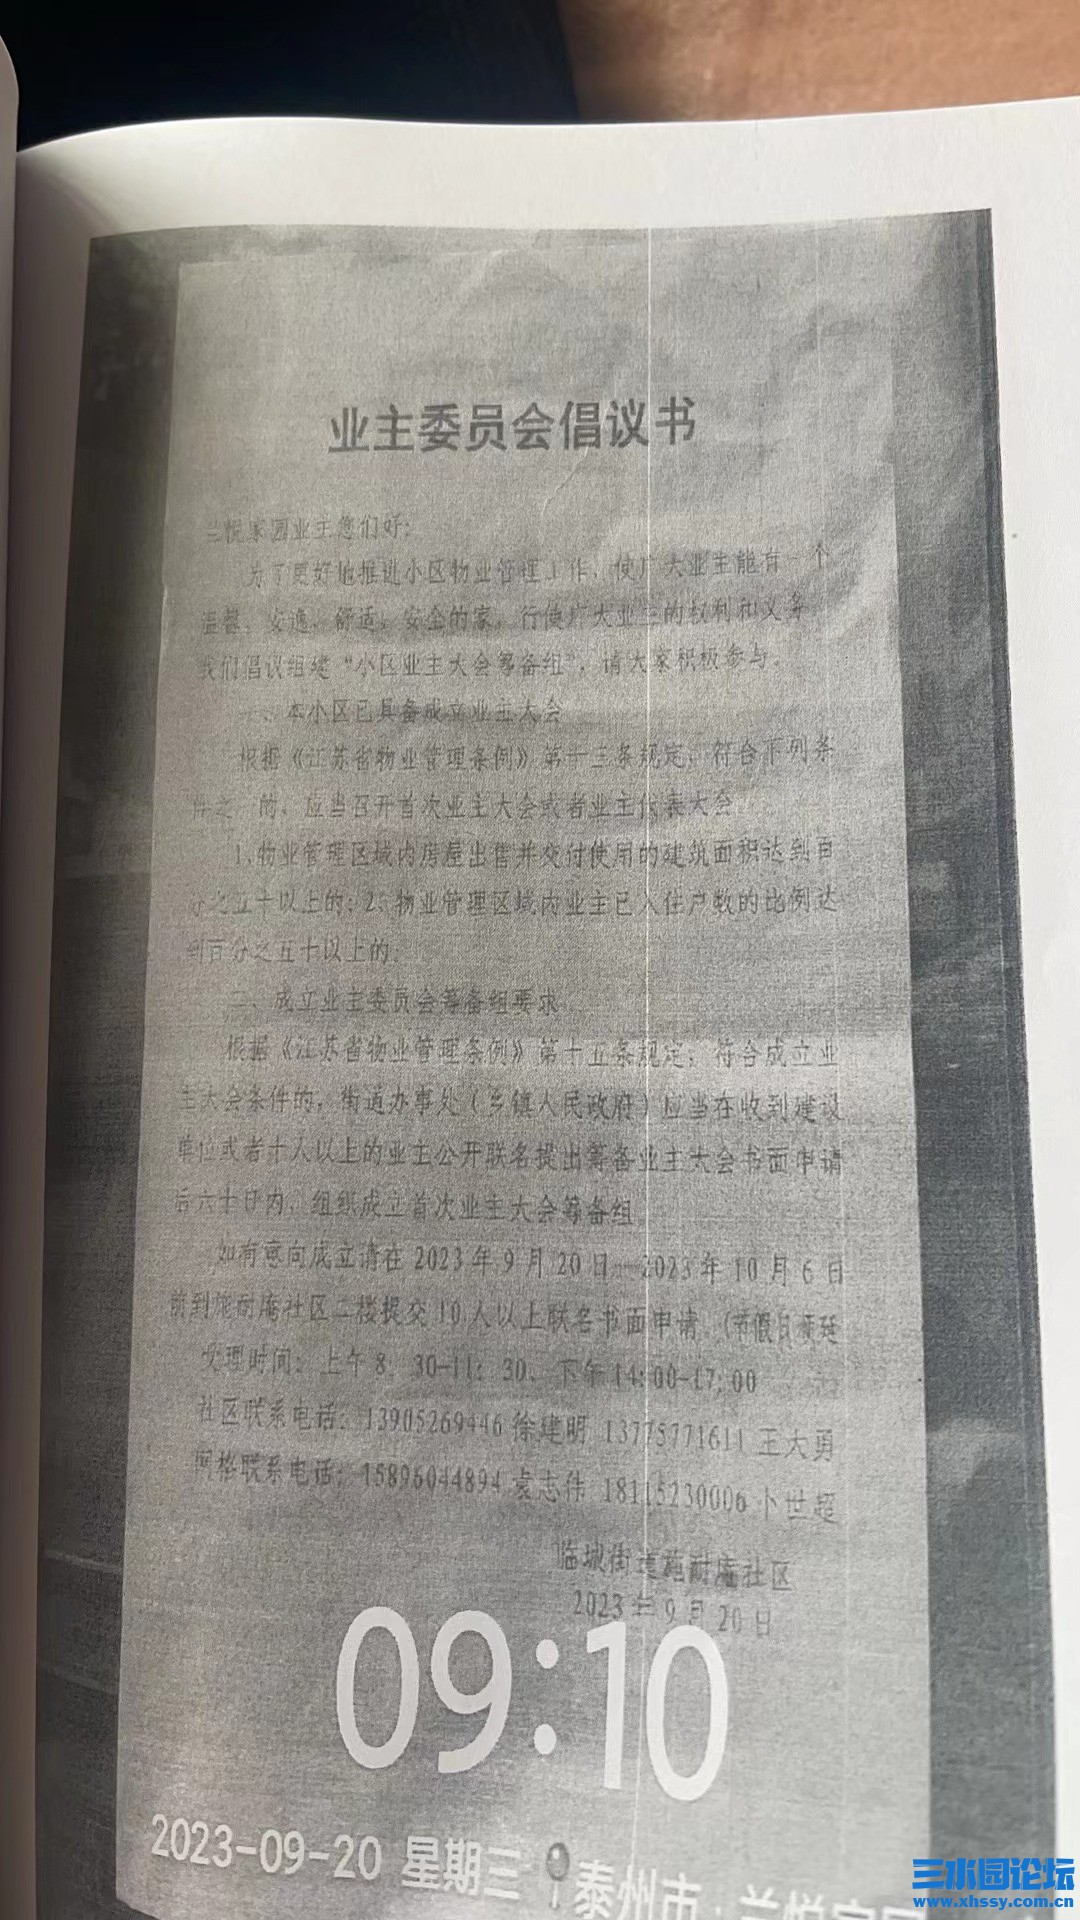 业主委员会倡议书
兰悦家园业主您们好:
为了更好地推进小区物业管理工作,使广大业主能有一个
温馨、安逸、舒适、安全的家,行使广大业主的权利和义务
我们倡议组建“小区业主大会筹备组”,请大家积极参与。
一、本小区已具备成立业主大会
根据《江苏省物业管理条例》第十三条规定,符合下列条
件之一的,应当召开首次业主大会或者业主代表大会
1、物业管理区域内房屋出售并交付使用的建筑面积达到百
分之五十以上的;2、物业管理区域内业主已入住户数的比例达
到百分之五十以上的。
二、成立业主委员会筹备组要求
根据《江苏省物业管理条例》第十五条规定:符合成立业
主大会条件的,街道办事处(乡镇人民政府)应当在收到建设
单位或者十人以上的业主公开联名提出筹备业主大会书面申请
后六十日内,组织成立首次业主大会筹备组
如有意向成立请在2023年9月20日—2023年10月6日
前到施耐庵社区二楼提交10人以上联名书面申请。(节假日顺延
受理时间:上午8:30-11:30、下午14:00-17:00
社区联系电话:13905269446 徐建明 13775771611 王大勇
网格联系电话:15896044894 袁志伟 18115230006 卜世超
临城街道施耐庵社区
2023年9月20日
09:10
2023-09-20 星期三 泰州市·兰悦家园
三水园论坛
www.xhssy.com.cn